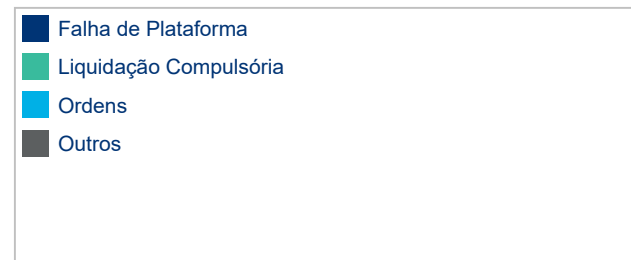 Falha de Plataforma
Liquidação Compulsória
Ordens
Outros